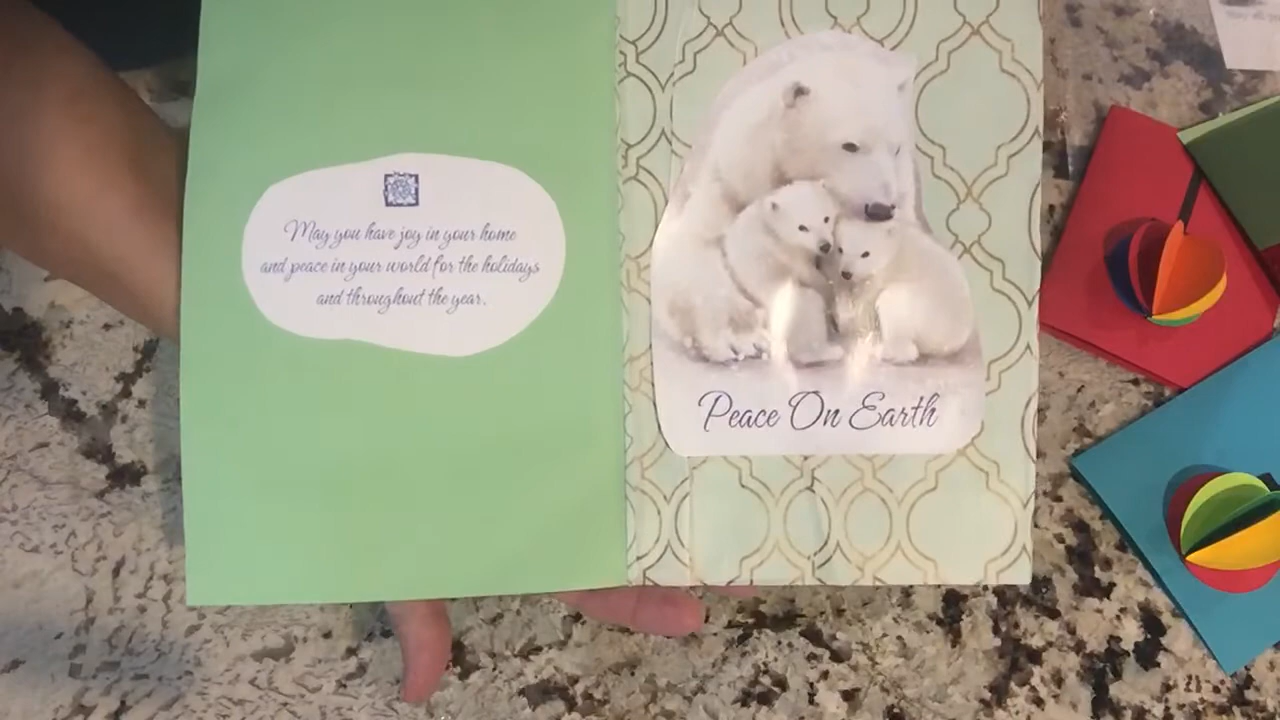 May you have joy in your home
and peace in your world for the holidays
and throughout the year.
Peace On Earth